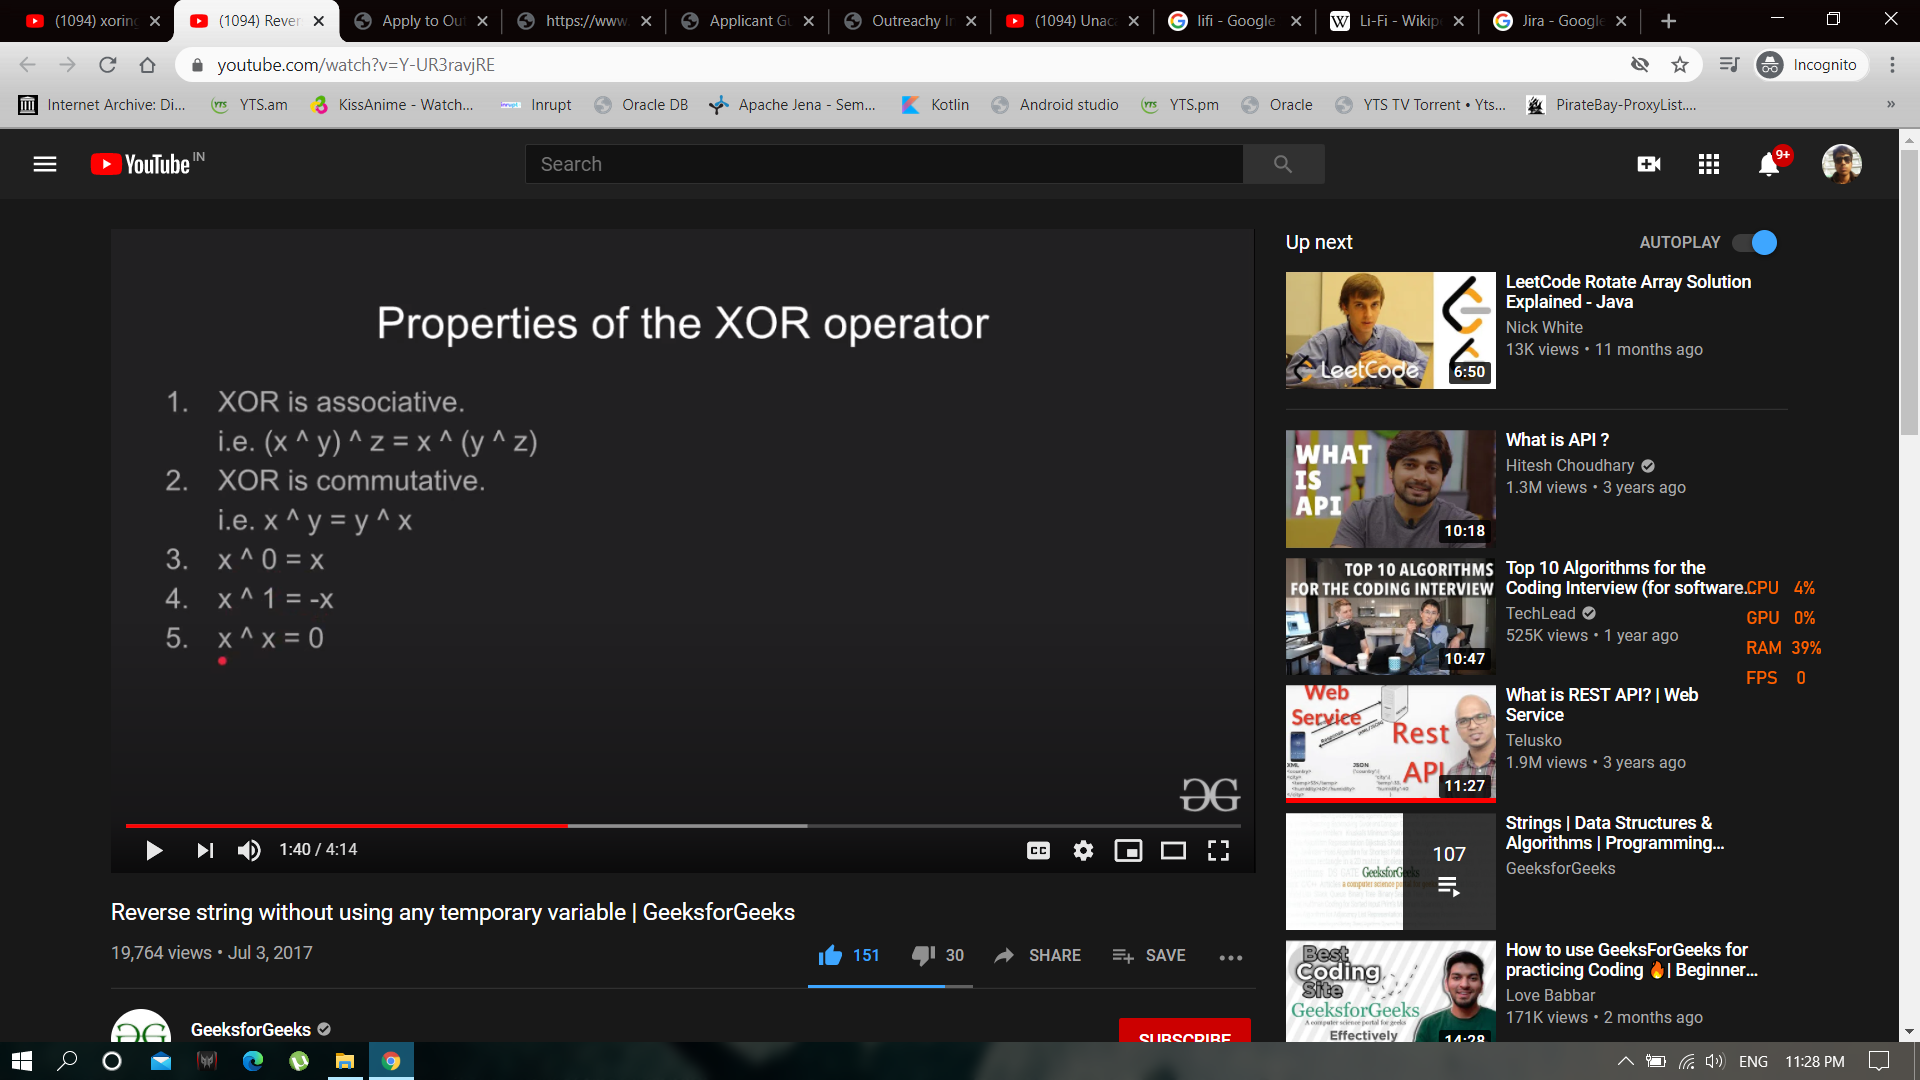 (1094) xoring
(1094) Rever
Apply to Out
https://www
Applicant Gu
Outreachy In
(1094) Unaca
lifi - Google
Li-Fi - Wikip
Jira - Google
youtube.com/watch?v=Y-UR3ravjRE
Incognito
Internet Archive: Di...
YTS.am
KissAnime - Watch...
Inrupt
Oracle DB
Apache Jena - Sem...
Kotlin
Android studio
YTS.pm
Oracle
YTS TV Torrent • Yts...
PirateBay-ProxyList....
»
YouTube IN
Search
9+
Properties of the XOR operator
1. XOR is associative.
i.e. (x ^ y) ^ z = x ^ (y ^ z)
2. XOR is commutative.
i.e. x ^ y = y ^ x
3. x ^ 0 = x
4. x ^ 1 = -x
5. x ^ x = 0
1:40 / 4:14
CC
Reverse string without using any temporary variable | GeeksforGeeks
19,764 views • Jul 3, 2017
151
30
SHARE
SAVE
GeeksforGeeks
SUBSCRIBE
Up next
AUTOPLAY
LeetCode
6:50
LeetCode Rotate Array Solution
Explained - Java
Nick White
13K views • 11 months ago
WHAT
IS
API
10:18
What is API ?
Hitesh Choudhary
1.3M views • 3 years ago
TOP 10 ALGORITHMS
FOR THE CODING INTERVIEW
10:47
Top 10 Algorithms for the
Coding Interview (for software...
TechLead
525K views • 1 year ago
CPU 4%
GPU 0%
RAM 39%
FPS 0
Web
Service
Rest
API
11:27
What is REST API? | Web
Service
Telusko
1.9M views • 3 years ago
GeeksforGeeks
107
Strings | Data Structures &
Algorithms | Programming...
GeeksforGeeks
Best
Coding
Site
GeeksforGeeks
A computer science portal for geeks
Effectively
14:28
How to use GeeksForGeeks for
practicing Coding 🔥| Beginner...
Love Babbar
171K views • 2 months ago
ENG
11:28 PM